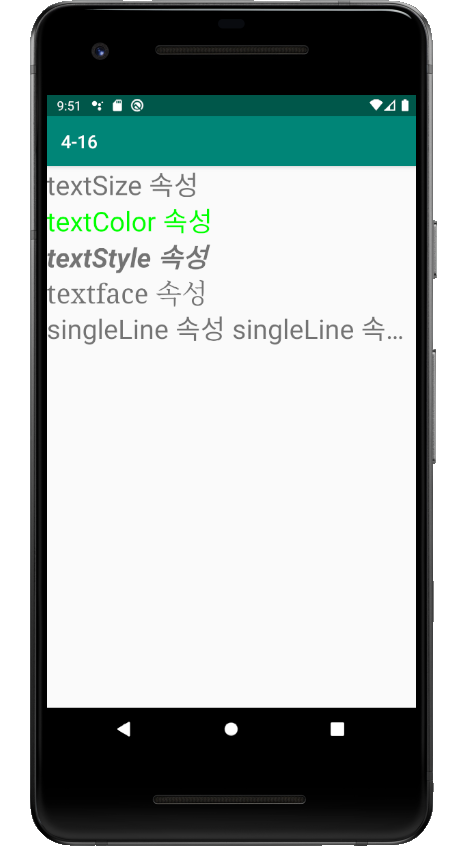 9:51
4-16
textSize 속성
textColor 속성
textStyle 속성
textface 속성
singleLine 속성 singleLine 속...